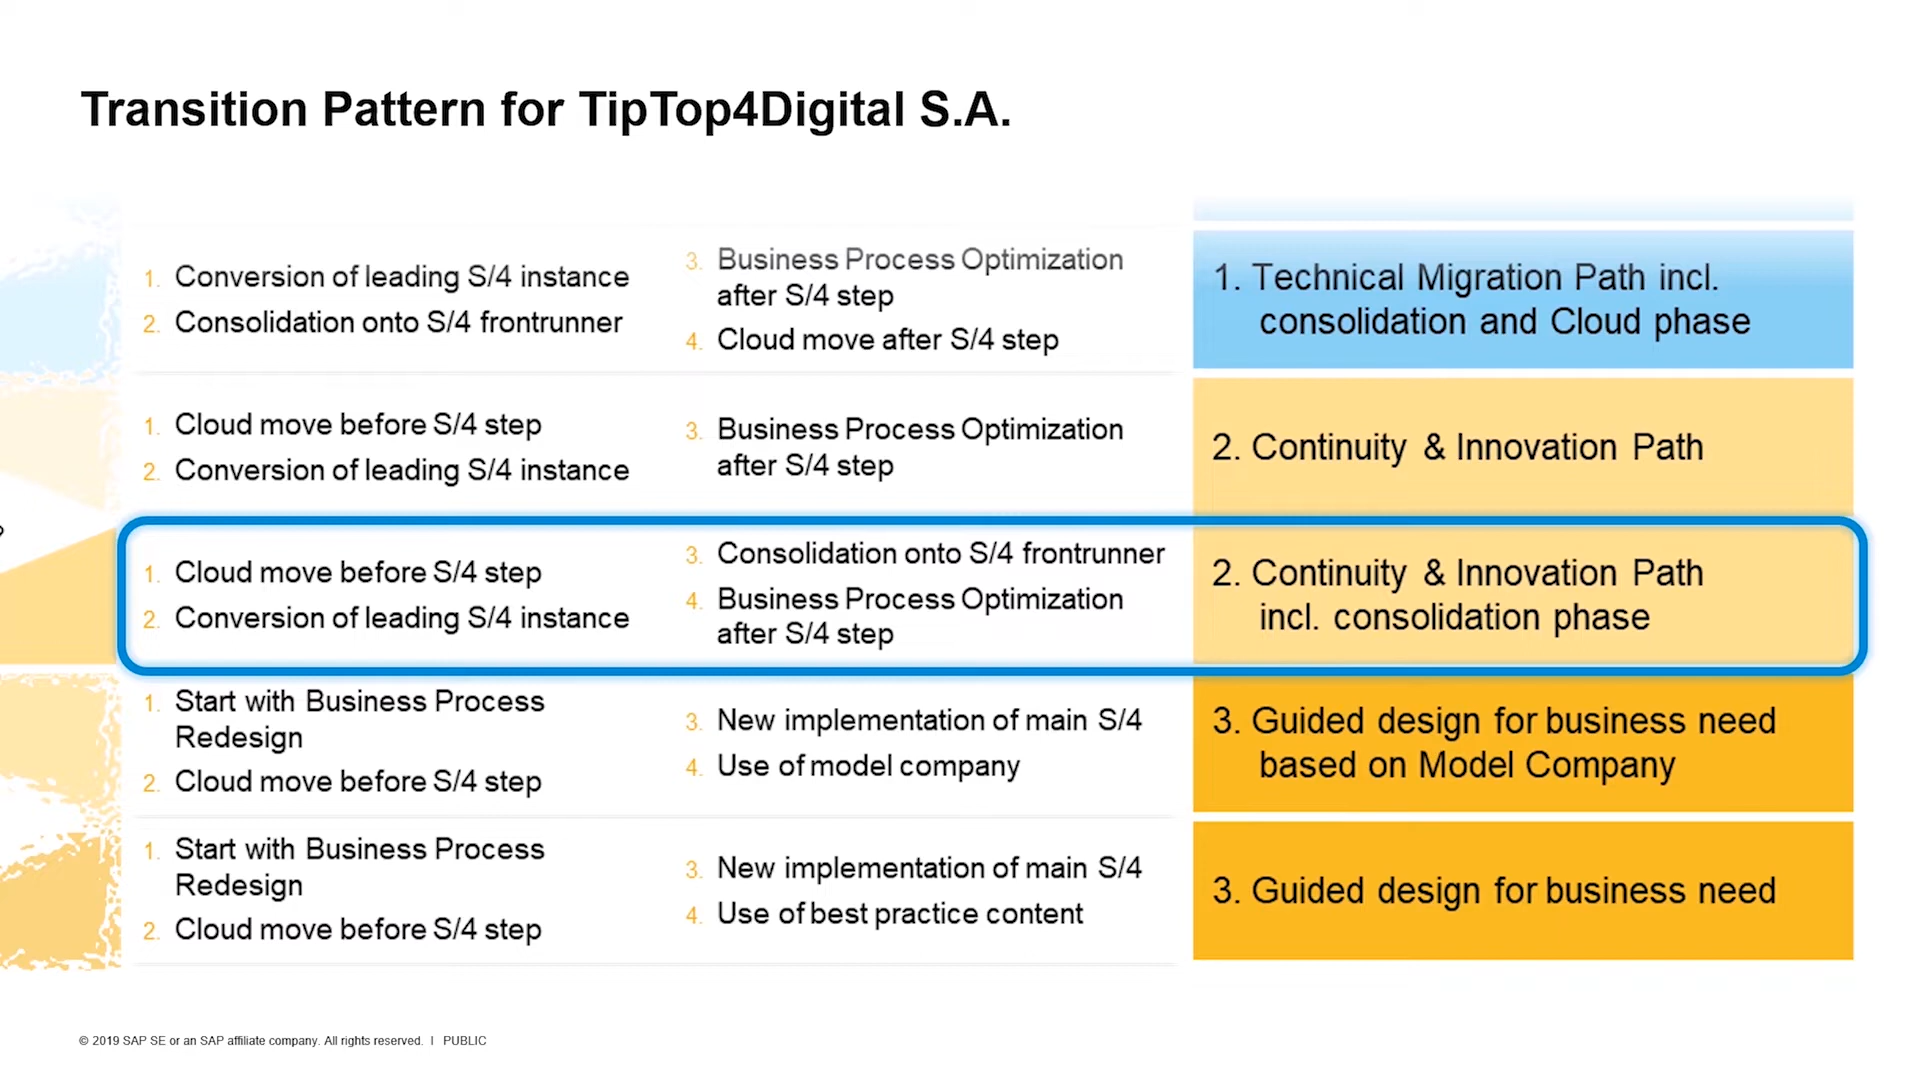 Transition Pattern for TipTop4Digital S.A.
1. Conversion of leading S/4 instance
2. Consolidation onto S/4 frontrunner
3. Business Process Optimization
after S/4 step
4. Cloud move after S/4 step
1. Technical Migration Path incl.
consolidation and Cloud phase
1. Cloud move before S/4 step
2. Conversion of leading S/4 instance
3. Business Process Optimization
after S/4 step
2. Continuity & Innovation Path
1. Cloud move before S/4 step
2. Conversion of leading S/4 instance
3. Consolidation onto S/4 frontrunner
4. Business Process Optimization
after S/4 step
2. Continuity & Innovation Path
incl. consolidation phase
1. Start with Business Process
Redesign
2. Cloud move before S/4 step
3. New implementation of main S/4
4. Use of model company
3. Guided design for business need
based on Model Company
1. Start with Business Process
Redesign
2. Cloud move before S/4 step
3. New implementation of main S/4
4. Use of best practice content
3. Guided design for business need
© 2019 SAP SE or an SAP affiliate company. All rights reserved. I PUBLIC